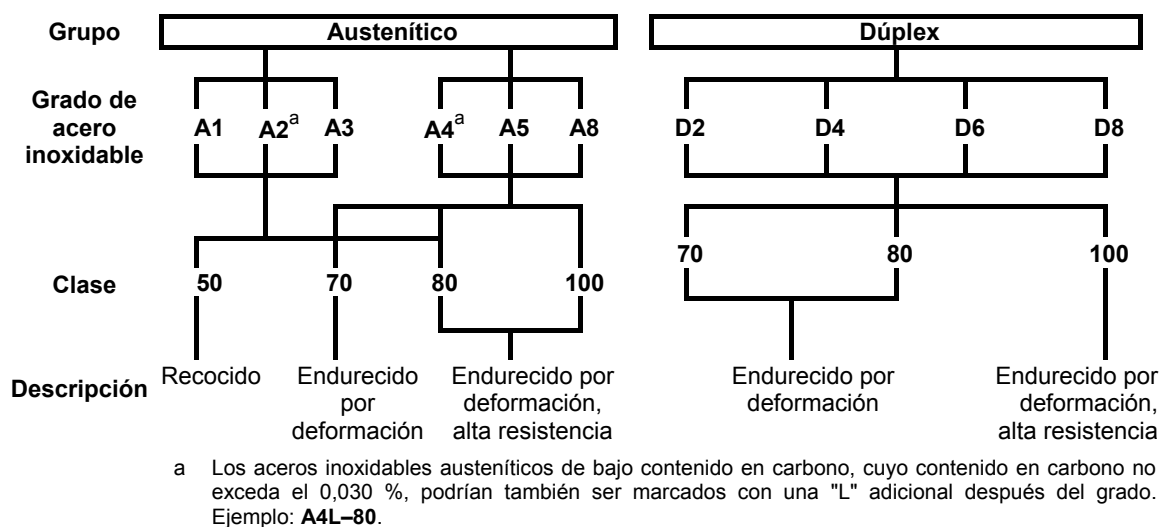 Grupo
Austenítico
Dúplex
Grado de
acero
inoxidable
A1 A2a A3 A4a A5 A8 D2 D4 D6 D8
Clase
50 70 80 100 70 80 100
Descripción
Recocido
Endurecido
por
deformación
Endurecido por
deformación,
alta resistencia
Endurecido por
deformación
Endurecido por
deformación,
alta resistencia
a Los aceros inoxidables austeníticos de bajo contenido en carbono, cuyo contenido en carbono no
exceda el 0,030 %, podrían también ser marcados con una "L" adicional después del grado.
Ejemplo: A4L–80.